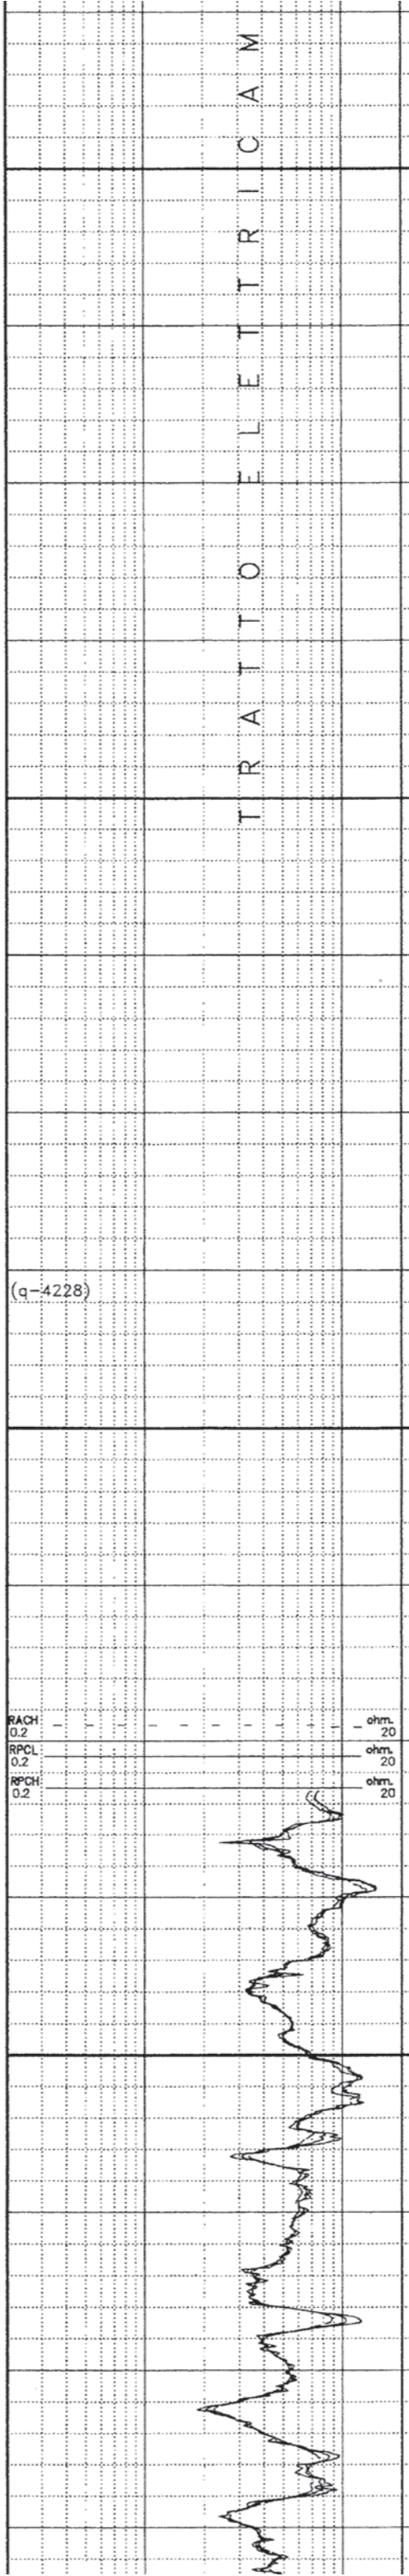 TRATTO ELETTRICAM
(q-4228)
RACH ohm.
0.2 20
RPCL ohm.
0.2 20
RPCH ohm.
0.2 20